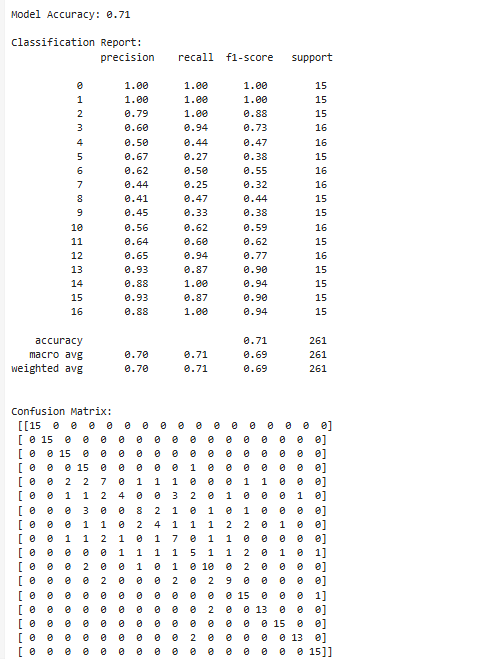 Model Accuracy: 0.71
Classification Report:
precision recall f1-score support
0 1.00 1.00 1.00 15
1 1.00 1.00 1.00 15
2 0.79 1.00 0.88 15
3 0.60 0.94 0.73 16
4 0.50 0.44 0.47 16
5 0.67 0.27 0.38 15
6 0.62 0.50 0.55 16
7 0.44 0.25 0.32 16
8 0.41 0.47 0.44 15
9 0.45 0.33 0.38 15
10 0.56 0.62 0.59 16
11 0.64 0.60 0.62 15
12 0.65 0.94 0.77 16
13 0.93 0.87 0.90 15
14 0.88 1.00 0.94 15
15 0.93 0.87 0.90 15
16 0.88 1.00 0.94 15
accuracy 0.71 261
macro avg 0.70 0.71 0.69 261
weighted avg 0.70 0.71 0.69 261
Confusion Matrix:
[[15 0 0 0 0 0 0 0 0 0 0 0 0 0 0 0 0]
[ 0 15 0 0 0 0 0 0 0 0 0 0 0 0 0 0 0]
[ 0 0 15 0 0 0 0 0 0 0 0 0 0 0 0 0 0]
[ 0 0 0 15 0 0 0 0 0 1 0 0 0 0 0 0 0]
[ 0 0 2 2 7 0 1 1 1 0 0 0 1 1 0 0 0]
[ 0 0 1 1 2 4 0 0 3 2 0 1 0 0 0 1 0]
[ 0 0 0 3 0 0 8 2 1 0 1 0 1 0 0 0 0]
[ 0 0 0 1 1 0 2 4 1 1 1 2 2 0 1 0 0]
[ 0 0 1 1 2 1 0 1 7 0 1 1 0 0 0 0 0]
[ 0 0 0 0 0 1 1 1 1 5 1 1 2 0 1 0 1]
[ 0 0 0 2 0 0 1 0 1 0 10 0 2 0 0 0 0]
[ 0 0 0 0 2 0 0 0 2 0 2 9 0 0 0 0 0]
[ 0 0 0 0 0 0 0 0 0 0 0 0 15 0 0 0 1]
[ 0 0 0 0 0 0 0 0 0 0 2 0 0 13 0 0 0]
[ 0 0 0 0 0 0 0 0 0 0 0 0 0 0 15 0 0]
[ 0 0 0 0 0 0 0 0 0 2 0 0 0 0 0 13 0]
[ 0 0 0 0 0 0 0 0 0 0 0 0 0 0 0 0 15]]